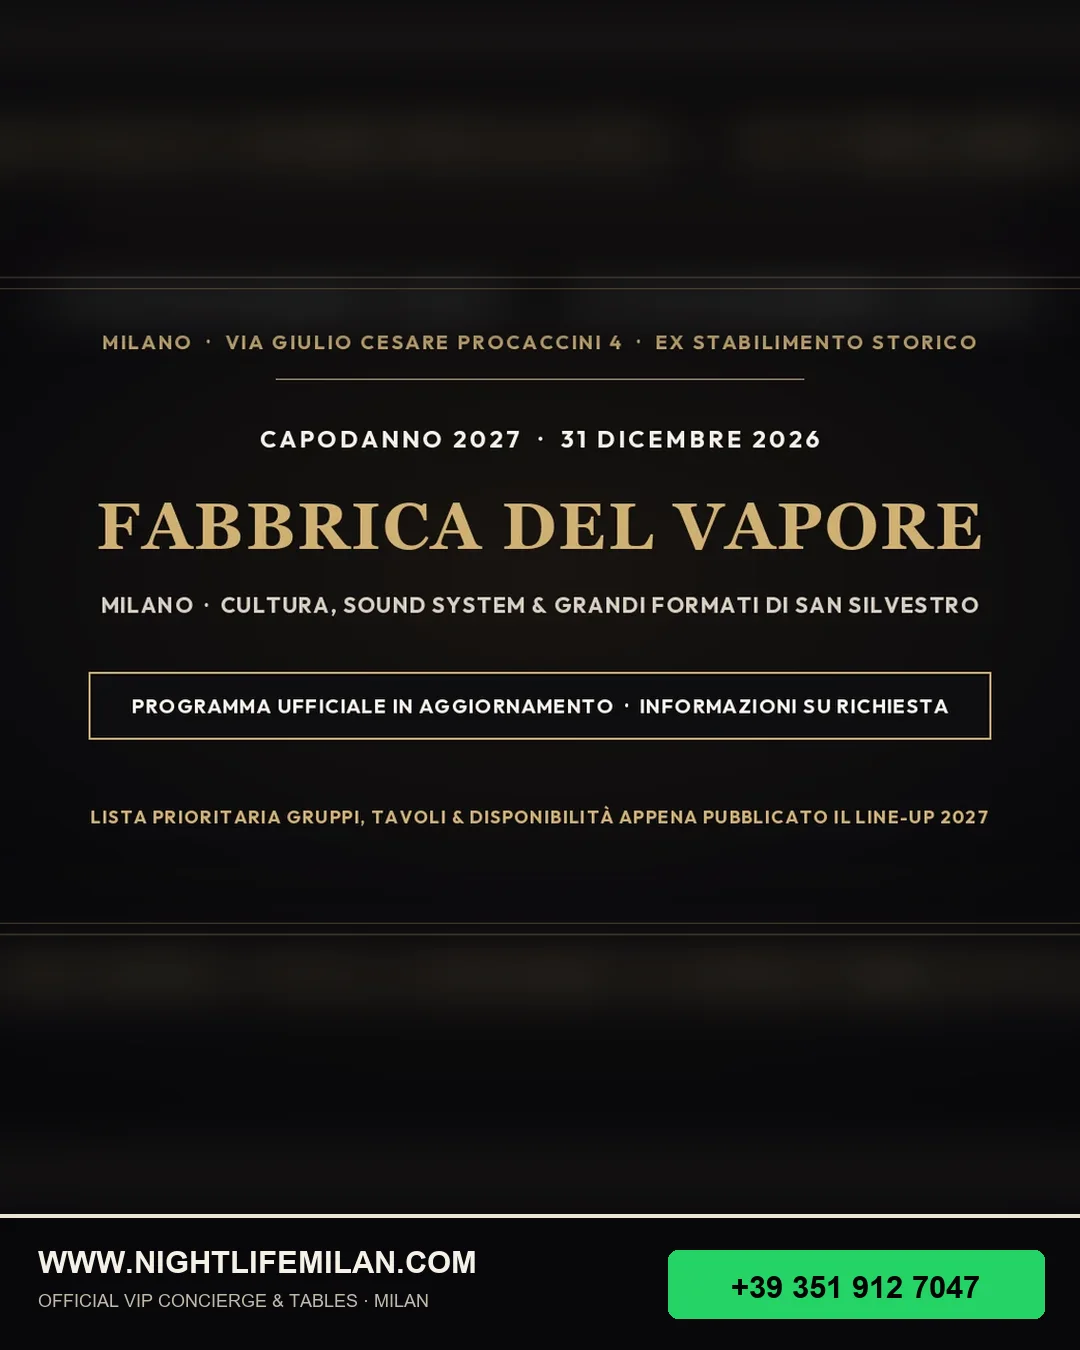 MILANO · VIA GIULIO CESARE PROCACCINI 4 · EX STABILIMENTO STORICO
CAPODANNO 2027 · 31 DICEMBRE 2026
FABBRICA DEL VAPORE
MILANO · CULTURA, SOUND SYSTEM & GRANDI FORMATI DI SAN SILVESTRO
PROGRAMMA UFFICIALE IN AGGIORNAMENTO · INFORMAZIONI SU RICHIESTA
LISTA PRIORITARIA GRUPPI, TAVOLI & DISPONIBILITÀ APPENA PUBBLICATO IL LINE-UP 2027
WWW.NIGHTLIFEMILAN.COM
OFFICIAL VIP CONCIERGE & TABLES · MILAN
+39 351 912 7047